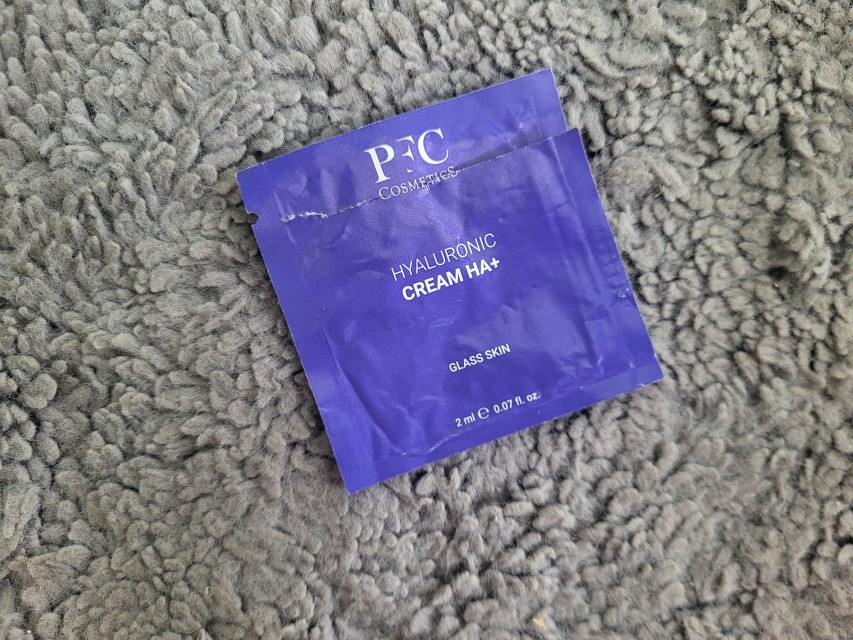 PFC
COSMETICS
HYALURONIC
CREAM HA+
GLASS SKIN
2 ml ℮ 0.07 fl. oz.